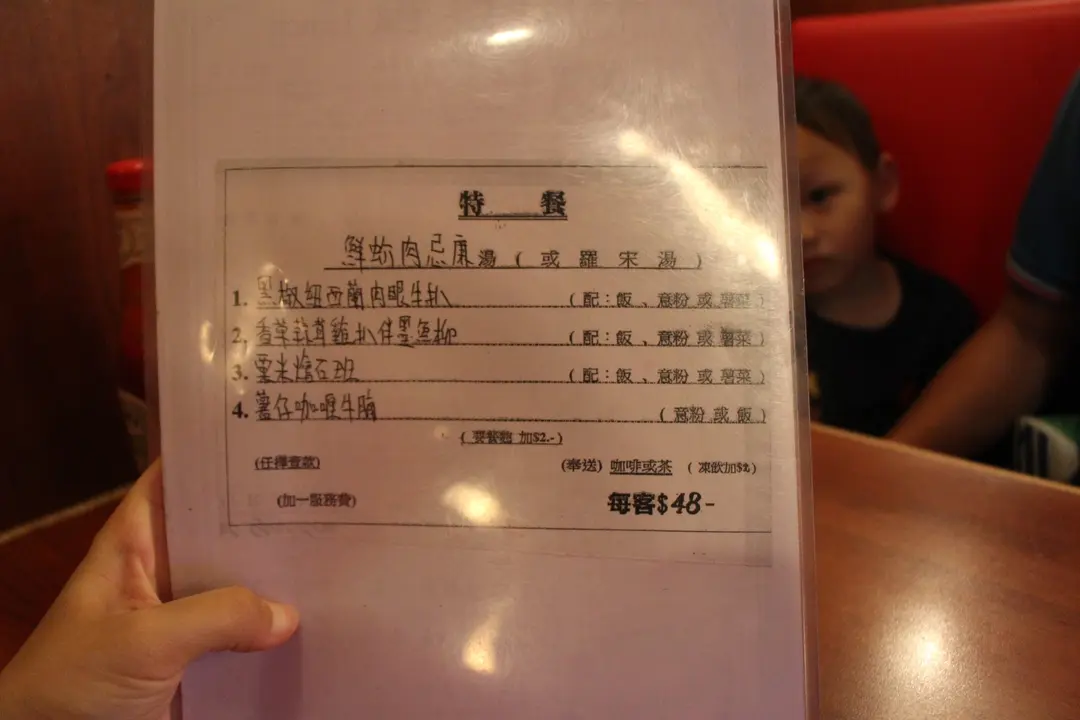 特 餐
鮮蚧肉忌廉湯 ( 或 羅 宋 湯 )
1. 黑椒紐西蘭肉眼牛扒 ( 配 : 飯 、 意粉 或 薯菜 )
2. 香草蒜茸雞扒伴墨魚柳 ( 配 : 飯 、 意粉 或 薯菜 )
3. 粟米燴石班 ( 配 : 飯 、 意粉 或 薯菜 )
4. 薯仔咖喱牛腩 ( 意粉 或 飯 )
( 要餐麵 加$2.- )
(任擇壹款) (奉送) 咖啡或茶 ( 凍飲加$2 )
(加一服務費) 每客$48-